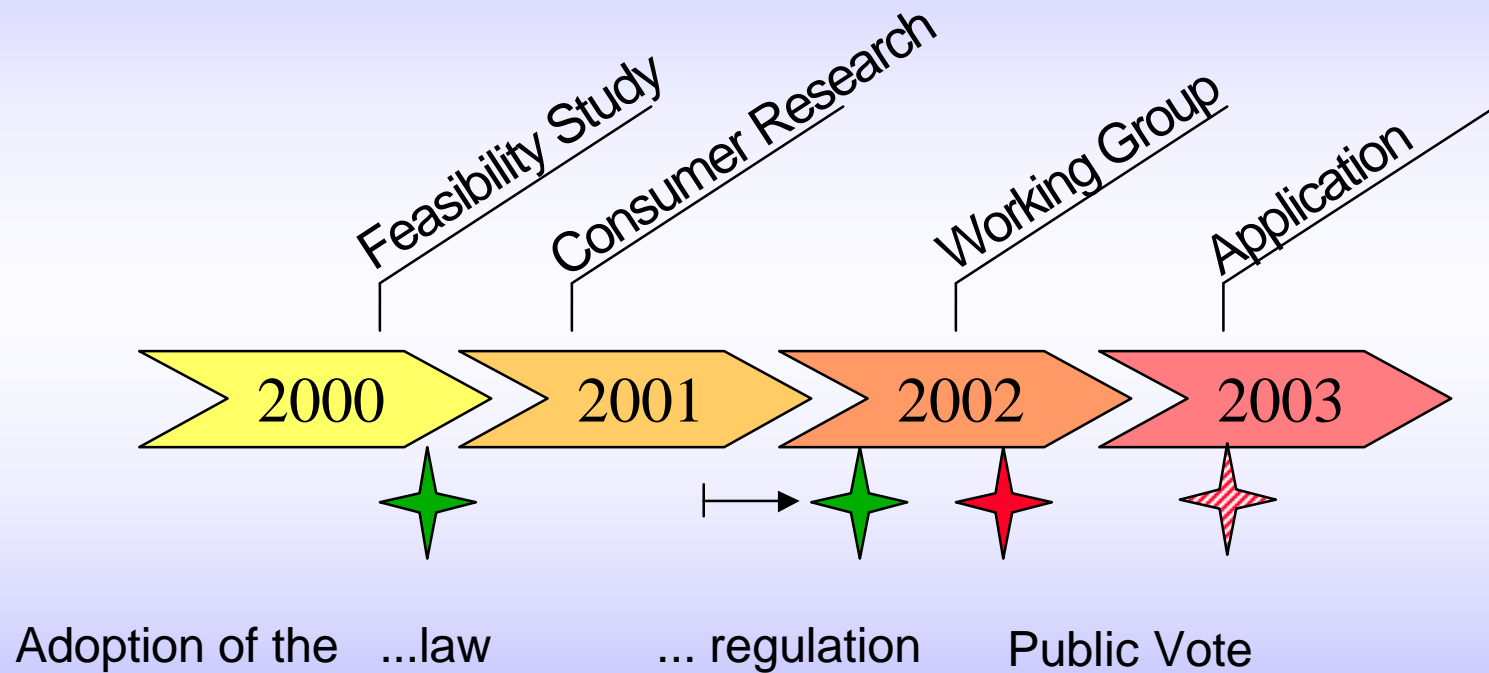 Feasibility Study
Consumer Research
Working Group
Application
2000
2001
2002
2003
Adoption of the ...law ... regulation Public Vote